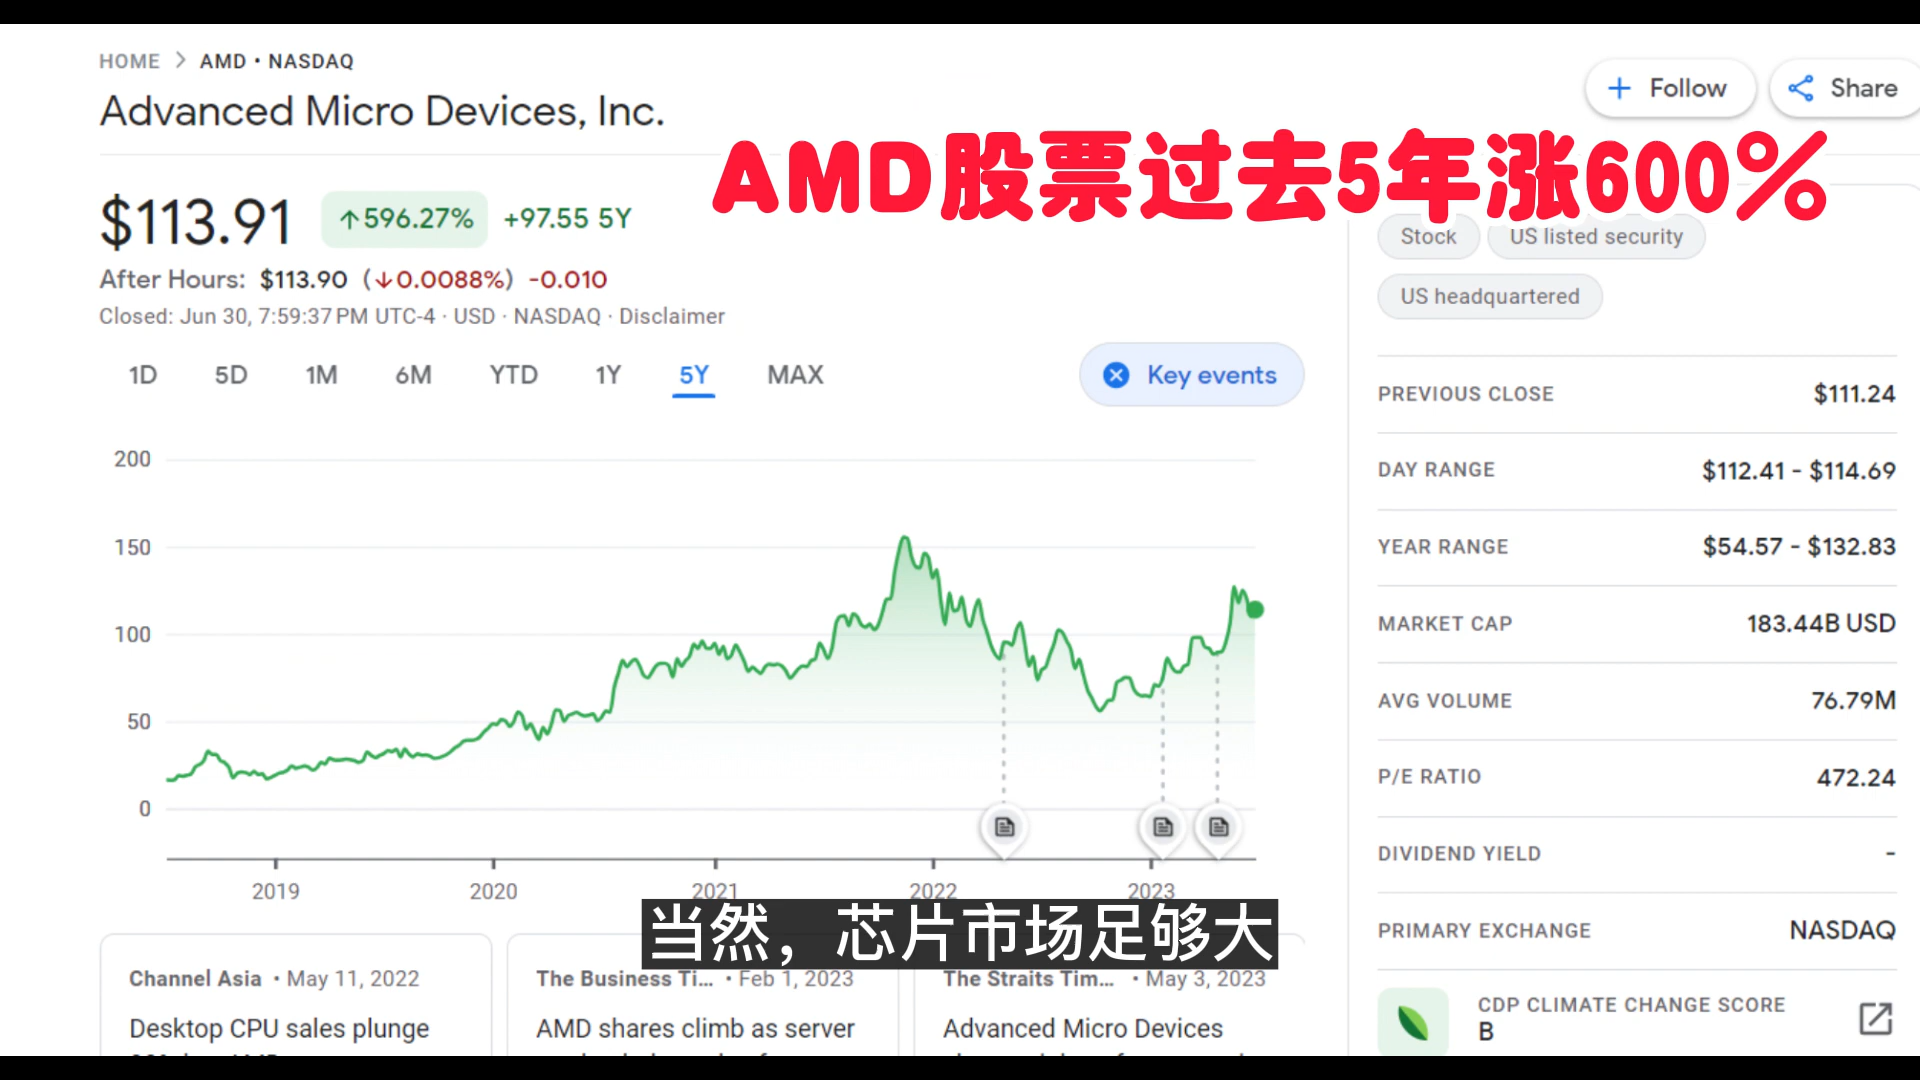 HOME > AMD • NASDAQ
Advanced Micro Devices, Inc.
Follow
Share
AMD股票过去5年涨600%
$113.91 ↑596.27% +97.55 5Y
After Hours: $113.90 (↓0.0088%) -0.010
Closed: Jun 30, 7:59:37 PM UTC-4 · USD · NASDAQ · Disclaimer
Stock
US listed security
US headquartered
1D 5D 1M 6M YTD 1Y 5Y MAX
Key events
200
150
100
50
0
2019 2020 2021 2022 2023
PREVIOUS CLOSE $111.24
DAY RANGE $112.41 - $114.69
YEAR RANGE $54.57 - $132.83
MARKET CAP 183.44B USD
AVG VOLUME 76.79M
P/E RATIO 472.24
DIVIDEND YIELD -
PRIMARY EXCHANGE NASDAQ
CDP CLIMATE CHANGE SCORE
B
当然，芯片市场足够大
Channel Asia • May 11, 2022
Desktop CPU sales plunge
The Business Ti... • Feb 1, 2023
AMD shares climb as server
The Straits Tim... • May 3, 2023
Advanced Micro Devices